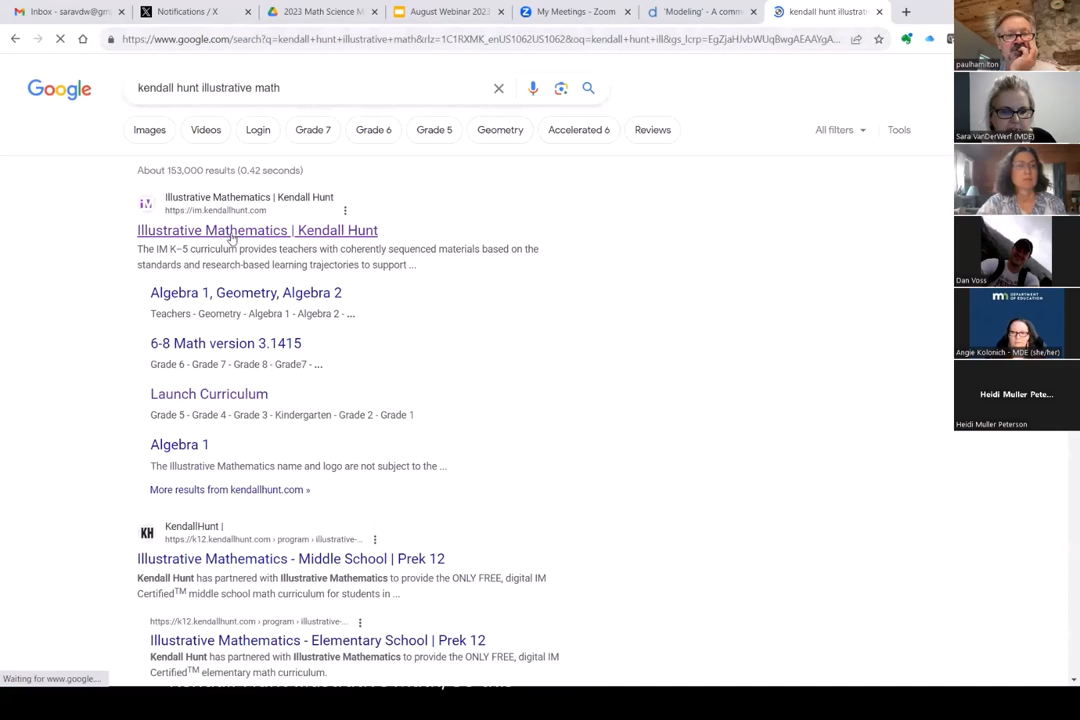 Inbox - saravdw@gm
Notifications / X
2023 Math Science M
August Webinar 2023
My Meetings - Zoom
'Modeling' - A comm
kendall hunt illustrati
https://www.google.com/search?q=kendall+hunt+illustrative+math&rlz=1C1RXMK_enUS1062US1062&oq=kendall+hunt+ill&gs_lcrp=EgZjaHJvbWUqBwgAEAAYgA...
Google
kendall hunt illustrative math
Images
Videos
Login
Grade 7
Grade 6
Grade 5
Geometry
Accelerated 6
Reviews
All filters
Tools
About 153,000 results (0.42 seconds)
Illustrative Mathematics | Kendall Hunt
https://im.kendallhunt.com
Illustrative Mathematics | Kendall Hunt
The IM K–5 curriculum provides teachers with coherently sequenced materials based on the
standards and research-based learning trajectories to support ...
Algebra 1, Geometry, Algebra 2
Teachers - Geometry - Algebra 1 - Algebra 2 - ...
6-8 Math version 3.1415
Grade 6 - Grade 7 - Grade 8 - Grade7 - ...
Launch Curriculum
Grade 5 - Grade 4 - Grade 3 - Kindergarten - Grade 2 - Grade 1
Algebra 1
The Illustrative Mathematics name and logo are not subject to the ...
More results from kendallhunt.com »
KH
KendallHunt |
https://k12.kendallhunt.com › program › illustrative-...
Illustrative Mathematics - Middle School | Prek 12
Kendall Hunt has partnered with Illustrative Mathematics to provide the ONLY FREE, digital IM
Certified™ middle school math curriculum for students in ...
https://k12.kendallhunt.com › program › illustrative-...
Illustrative Mathematics - Elementary School | Prek 12
Kendall Hunt has partnered with Illustrative Mathematics to provide the ONLY FREE, digital IM
Certified™ elementary math curriculum.
Waiting for www.google....
paulhamilton
Sara VanDerWerf (MDE)
Dan Voss
DEPARTMENT
OF EDUCATION
Angie Kolonich - MDE (she/her)
Heidi Muller Pete...
Heidi Muller Peterson